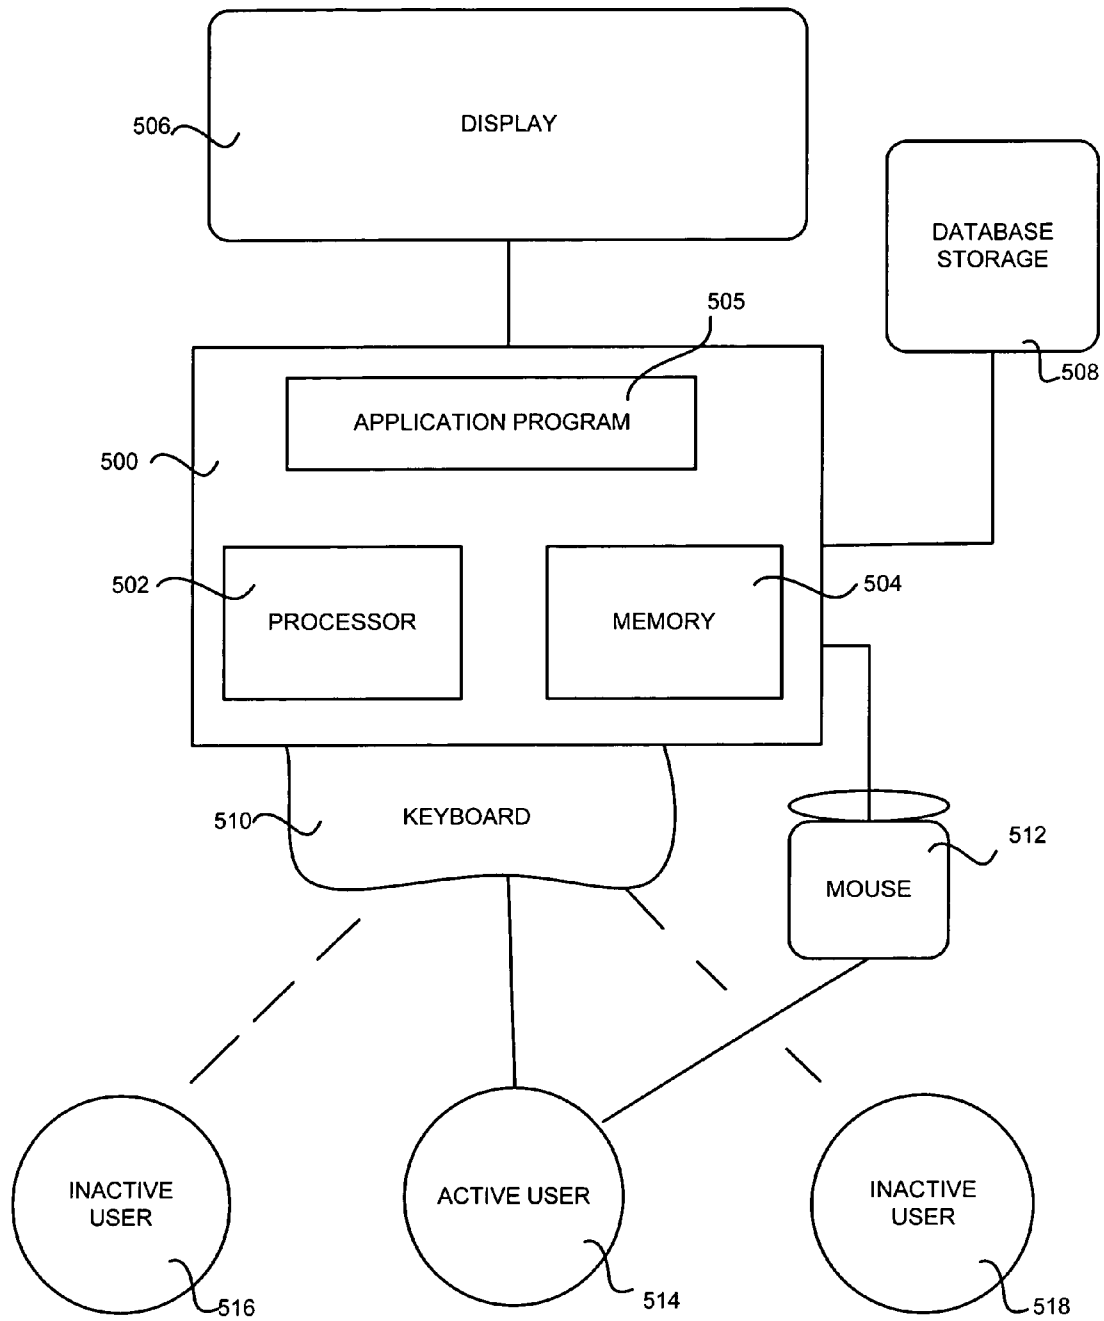 DISPLAY
506
DATABASE
STORAGE
508
505
APPLICATION PROGRAM
500
502
PROCESSOR
MEMORY
504
KEYBOARD
510
MOUSE
512
INACTIVE
USER
516
ACTIVE USER
514
INACTIVE
USER
518